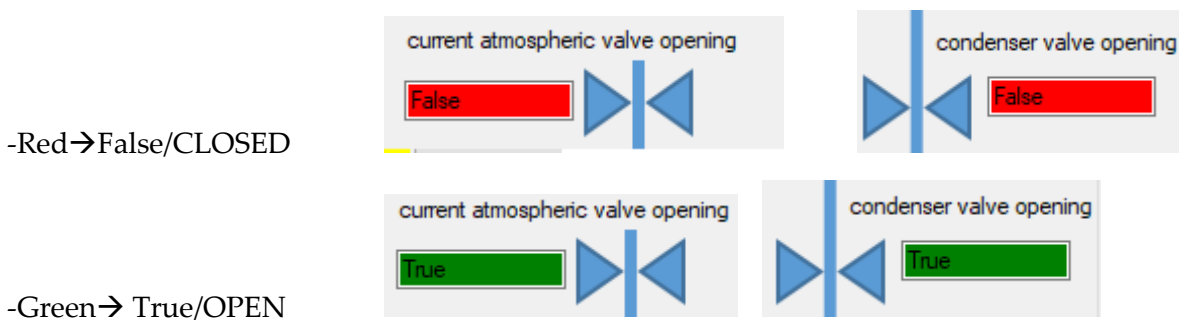 current atmospheric valve opening
condenser valve opening
False
False
-Red→False/CLOSED
current atmospheric valve opening
condenser valve opening
True
True
-Green→ True/OPEN